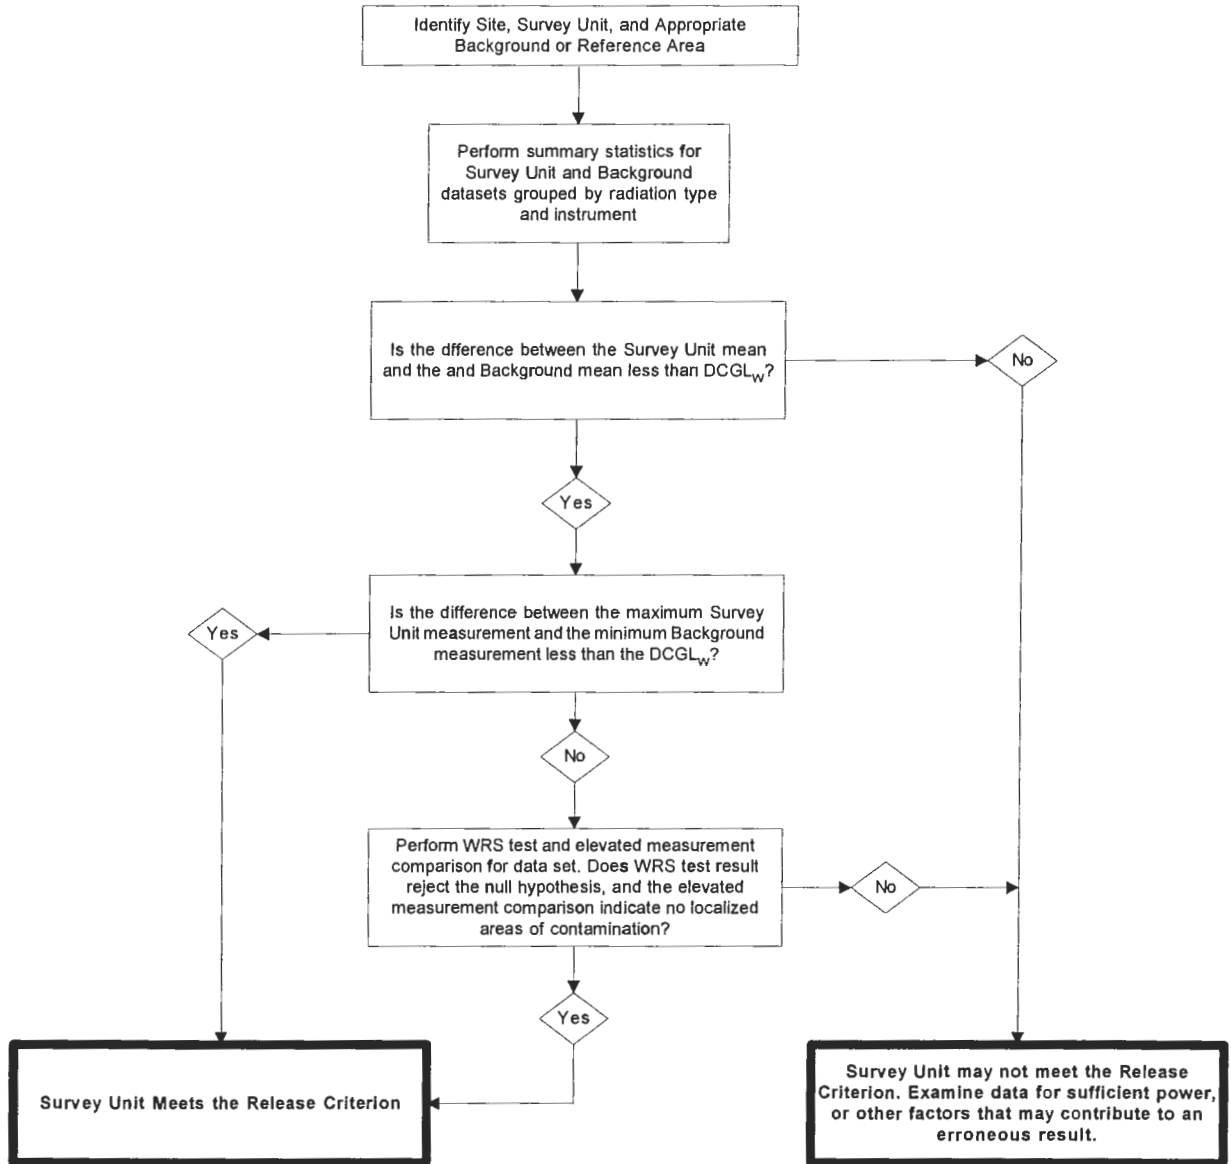 Identify Site, Survey Unit, and Appropriate
Background or Reference Area
Perform summary statistics for
Survey Unit and Background
datasets grouped by radiation type
and instrument
Is the dfference between the Survey Unit mean
and the and Background mean less than DCGLW?
No
Yes
Is the difference between the maximum Survey
Unit measurement and the minimum Background
measurement less than the DCGLW?
Yes
No
Perform WRS test and elevated measurement
comparison for data set. Does WRS test result
reject the null hypothesis, and the elevated
measurement comparison indicate no localized
areas of contamination?
No
Yes
Survey Unit Meets the Release Criterion
Survey Unit may not meet the Release
Criterion. Examine data for sufficient power,
or other factors that may contribute to an
erroneous result.